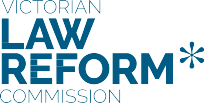 VICTORIAN
LAW
REFORM*
COMMISSION